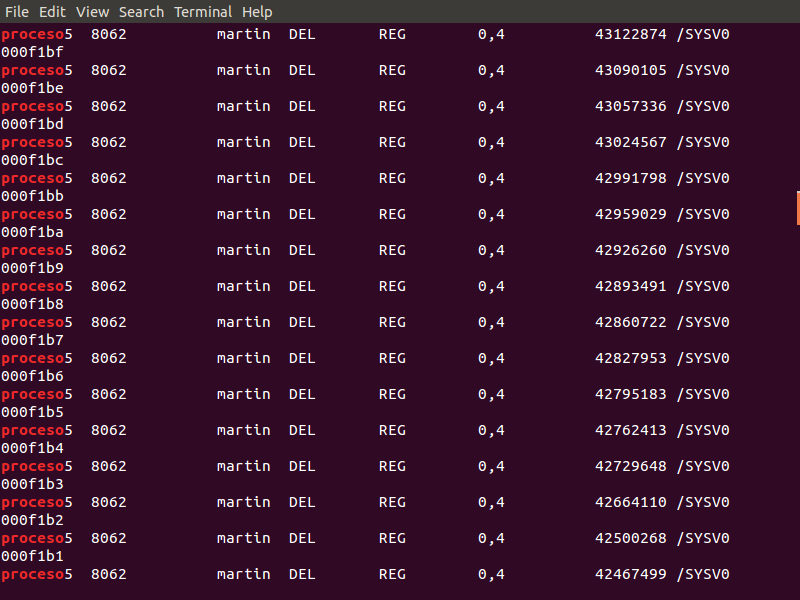 File Edit View Search Terminal Help
proceso5 8062 martin DEL REG 0,4 43122874 /SYSV0
000f1bf
proceso5 8062 martin DEL REG 0,4 43090105 /SYSV0
000f1be
proceso5 8062 martin DEL REG 0,4 43057336 /SYSV0
000f1bd
proceso5 8062 martin DEL REG 0,4 43024567 /SYSV0
000f1bc
proceso5 8062 martin DEL REG 0,4 42991798 /SYSV0
000f1bb
proceso5 8062 martin DEL REG 0,4 42959029 /SYSV0
000f1ba
proceso5 8062 martin DEL REG 0,4 42926260 /SYSV0
000f1b9
proceso5 8062 martin DEL REG 0,4 42893491 /SYSV0
000f1b8
proceso5 8062 martin DEL REG 0,4 42860722 /SYSV0
000f1b7
proceso5 8062 martin DEL REG 0,4 42827953 /SYSV0
000f1b6
proceso5 8062 martin DEL REG 0,4 42795183 /SYSV0
000f1b5
proceso5 8062 martin DEL REG 0,4 42762413 /SYSV0
000f1b4
proceso5 8062 martin DEL REG 0,4 42729648 /SYSV0
000f1b3
proceso5 8062 martin DEL REG 0,4 42664110 /SYSV0
000f1b2
proceso5 8062 martin DEL REG 0,4 42500268 /SYSV0
000f1b1
proceso5 8062 martin DEL REG 0,4 42467499 /SYSV0